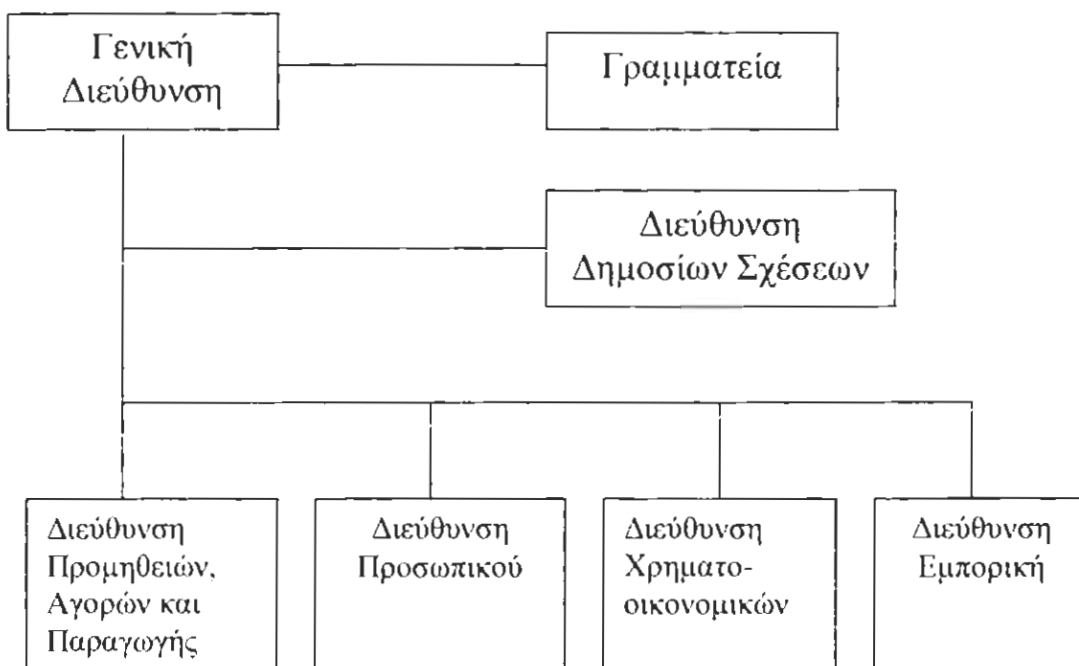 Γενική
Διεύθυνση
Γραμματεία
Διεύθυνση
Δημοσίων Σχέσεων
Διεύθυνση
Προμηθειών,
Αγορών και
Παραγωγής
Διεύθυνση
Προσωπικού
Διεύθυνση
Χρηματο-
οικονομικών
Διεύθυνση
Εμπορική